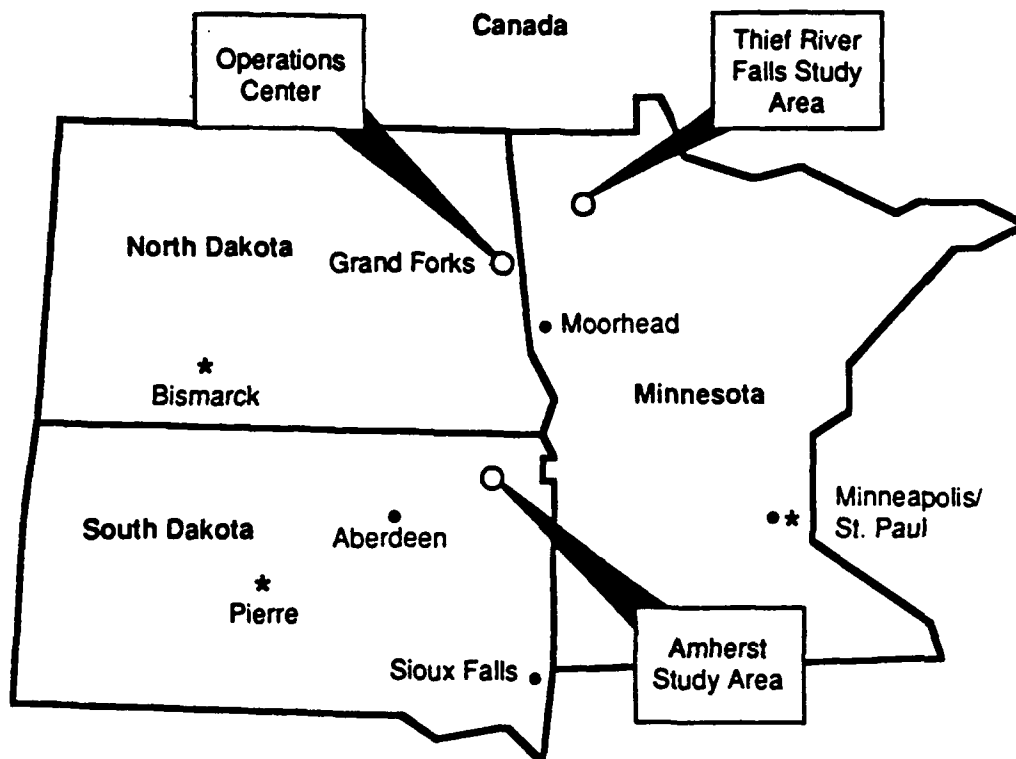 Canada
Operations
Center
Thief River
Falls Study
Area
North Dakota
Grand Forks
Moorhead
*
Bismarck
Minnesota
South Dakota
Aberdeen
*
Pierre
*
Minneapolis/
St. Paul
Sioux Falls
Amherst
Study Area